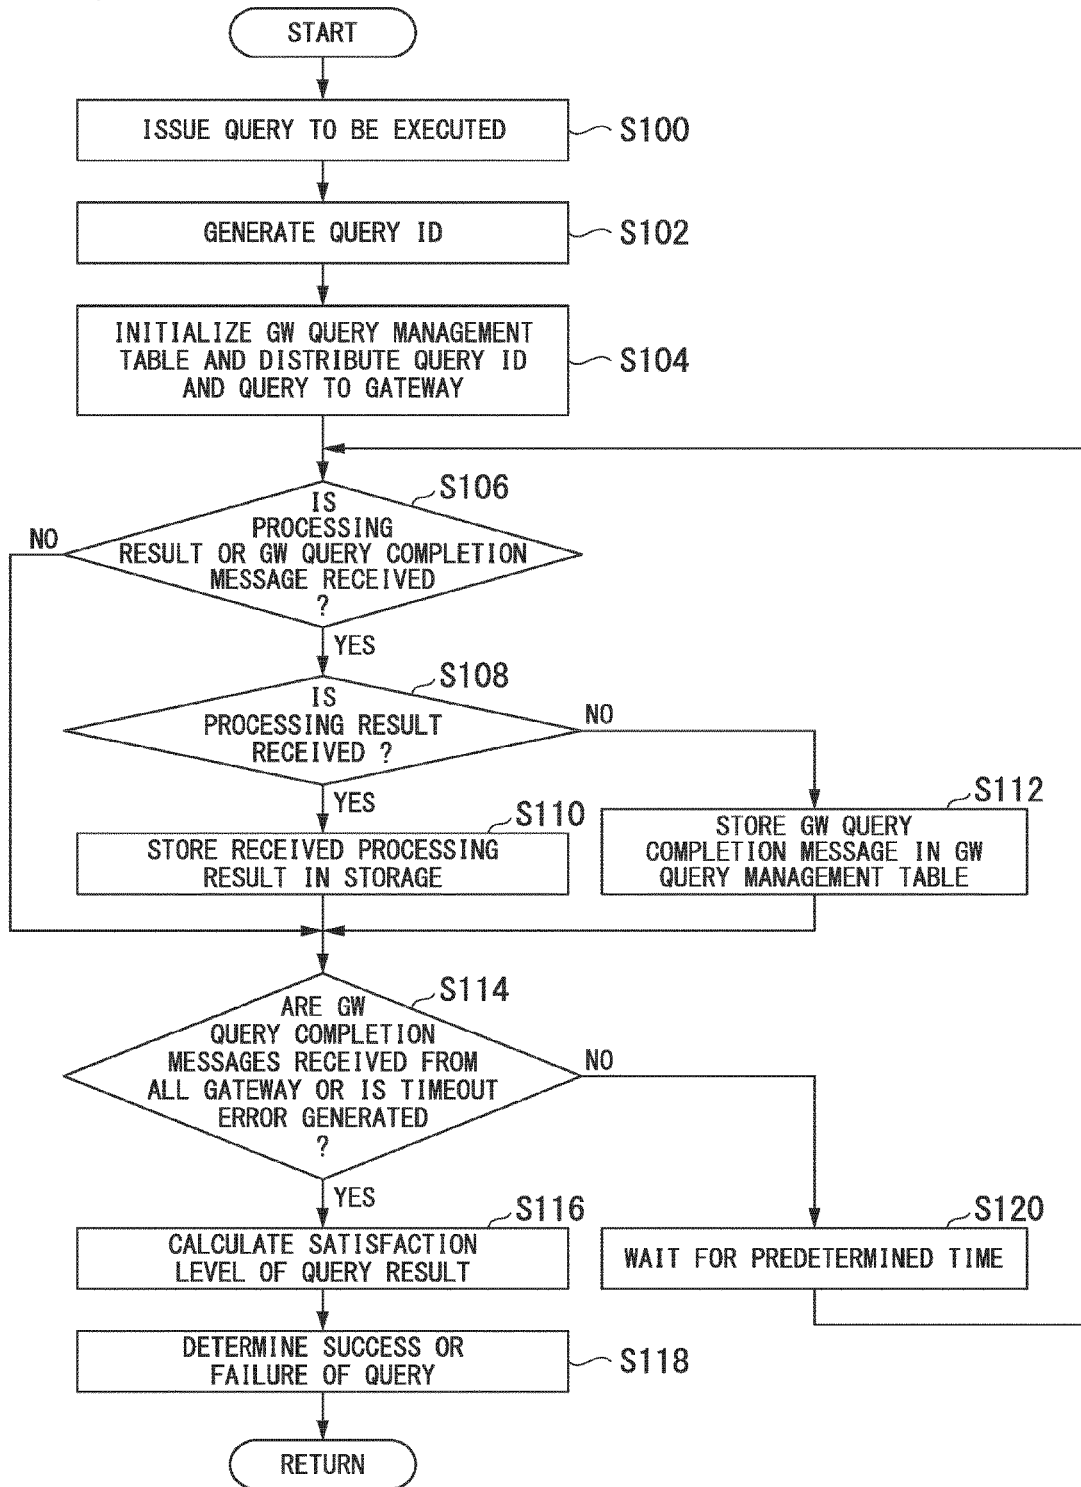 START
ISSUE QUERY TO BE EXECUTED
S100
GENERATE QUERY ID
S102
INITIALIZE GW QUERY MANAGEMENT
TABLE AND DISTRIBUTE QUERY ID
AND QUERY TO GATEWAY
S104
S106
IS
PROCESSING
RESULT OR GW QUERY COMPLETION
MESSAGE RECEIVED
?
NO
YES
S108
IS
PROCESSING RESULT
RECEIVED ?
NO
YES
S110
STORE RECEIVED PROCESSING
RESULT IN STORAGE
S112
STORE GW QUERY
COMPLETION MESSAGE IN GW
QUERY MANAGEMENT TABLE
S114
ARE GW
QUERY COMPLETION
MESSAGES RECEIVED FROM
ALL GATEWAY OR IS TIMEOUT
ERROR GENERATED
?
NO
YES
S116
CALCULATE SATISFACTION
LEVEL OF QUERY RESULT
S120
WAIT FOR PREDETERMINED TIME
DETERMINE SUCCESS OR
FAILURE OF QUERY
S118
RETURN